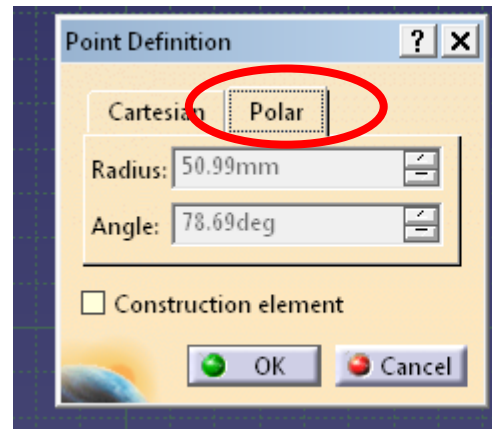 Point Definition ? X
Cartesian Polar
Radius: 50.99mm
Angle: 78.69deg
Construction element
OK Cancel